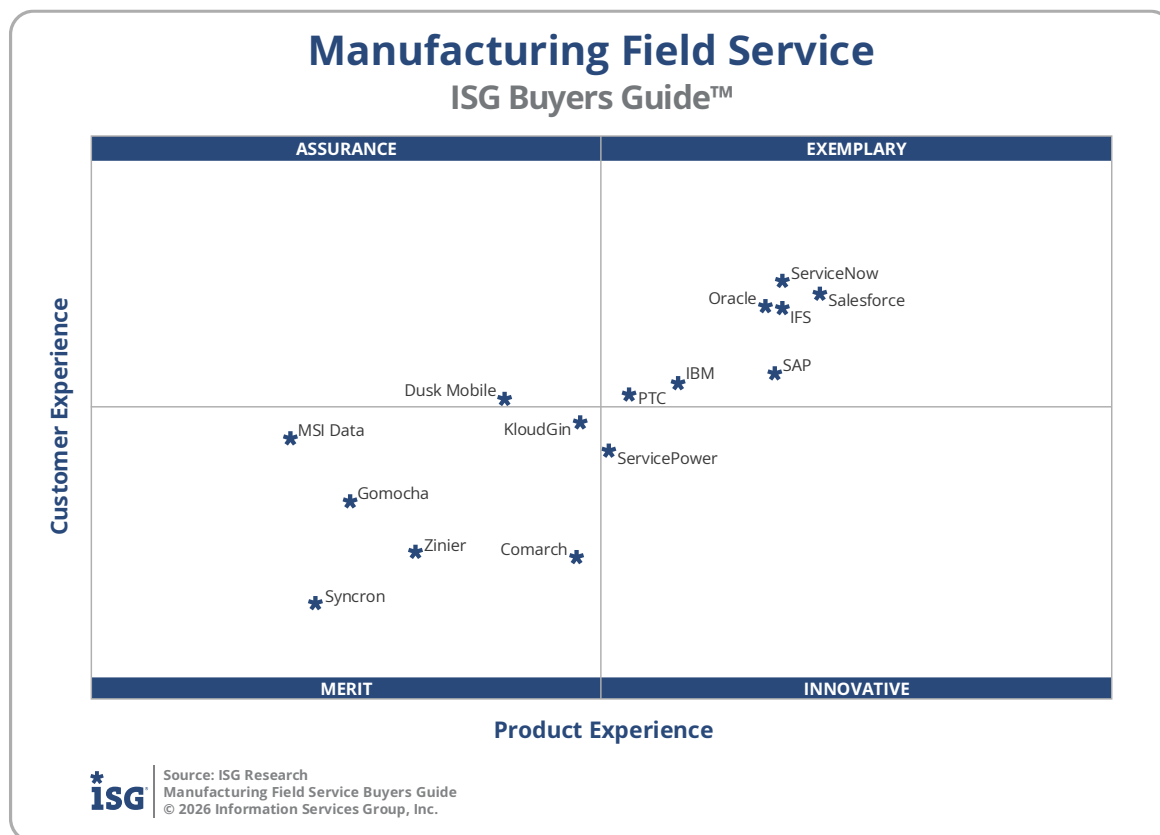 Manufacturing Field Service
ISG Buyers Guide™
ASSURANCE
EXEMPLARY
ServiceNow
Oracle
Salesforce
IFS
SAP
IBM
Dusk Mobile
PTC
MSI Data
KloudGin
ServicePower
Gomocha
Zinier
Comarch
Syncron
Customer Experience
MERIT
INNOVATIVE
Product Experience
ISG
Source: ISG Research
Manufacturing Field Service Buyers Guide
© 2026 Information Services Group, Inc.